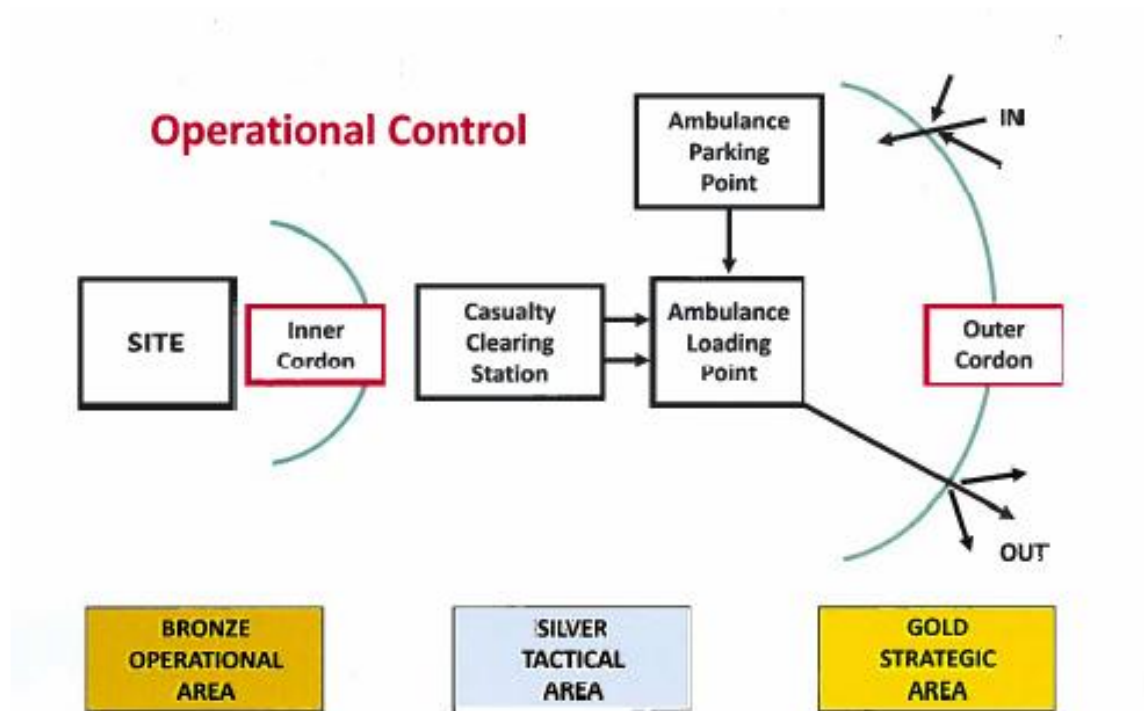 Operational Control
Ambulance
Parking
Point
IN
SITE
Inner
Cordon
Casualty
Clearing
Station
Ambulance
Loading
Point
Outer
Cordon
OUT
BRONZE
OPERATIONAL
AREA
SILVER
TACTICAL
AREA
GOLD
STRATEGIC
AREA